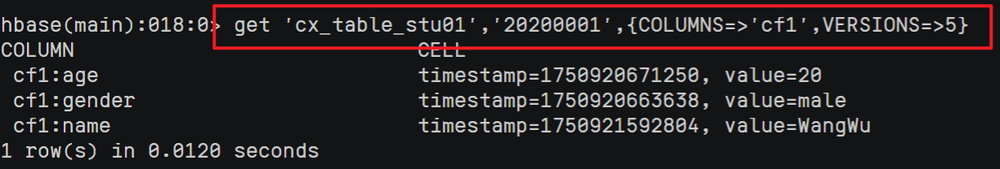 hbase(main):018:0> get 'cx_table_stu01','20200001',{COLUMNS=>'cf1',VERSIONS=>5}
COLUMN CELL
cf1:age timestamp=1750920671250, value=20
cf1:gender timestamp=1750920663638, value=male
cf1:name timestamp=1750921592804, value=WangWu
1 row(s) in 0.0120 seconds